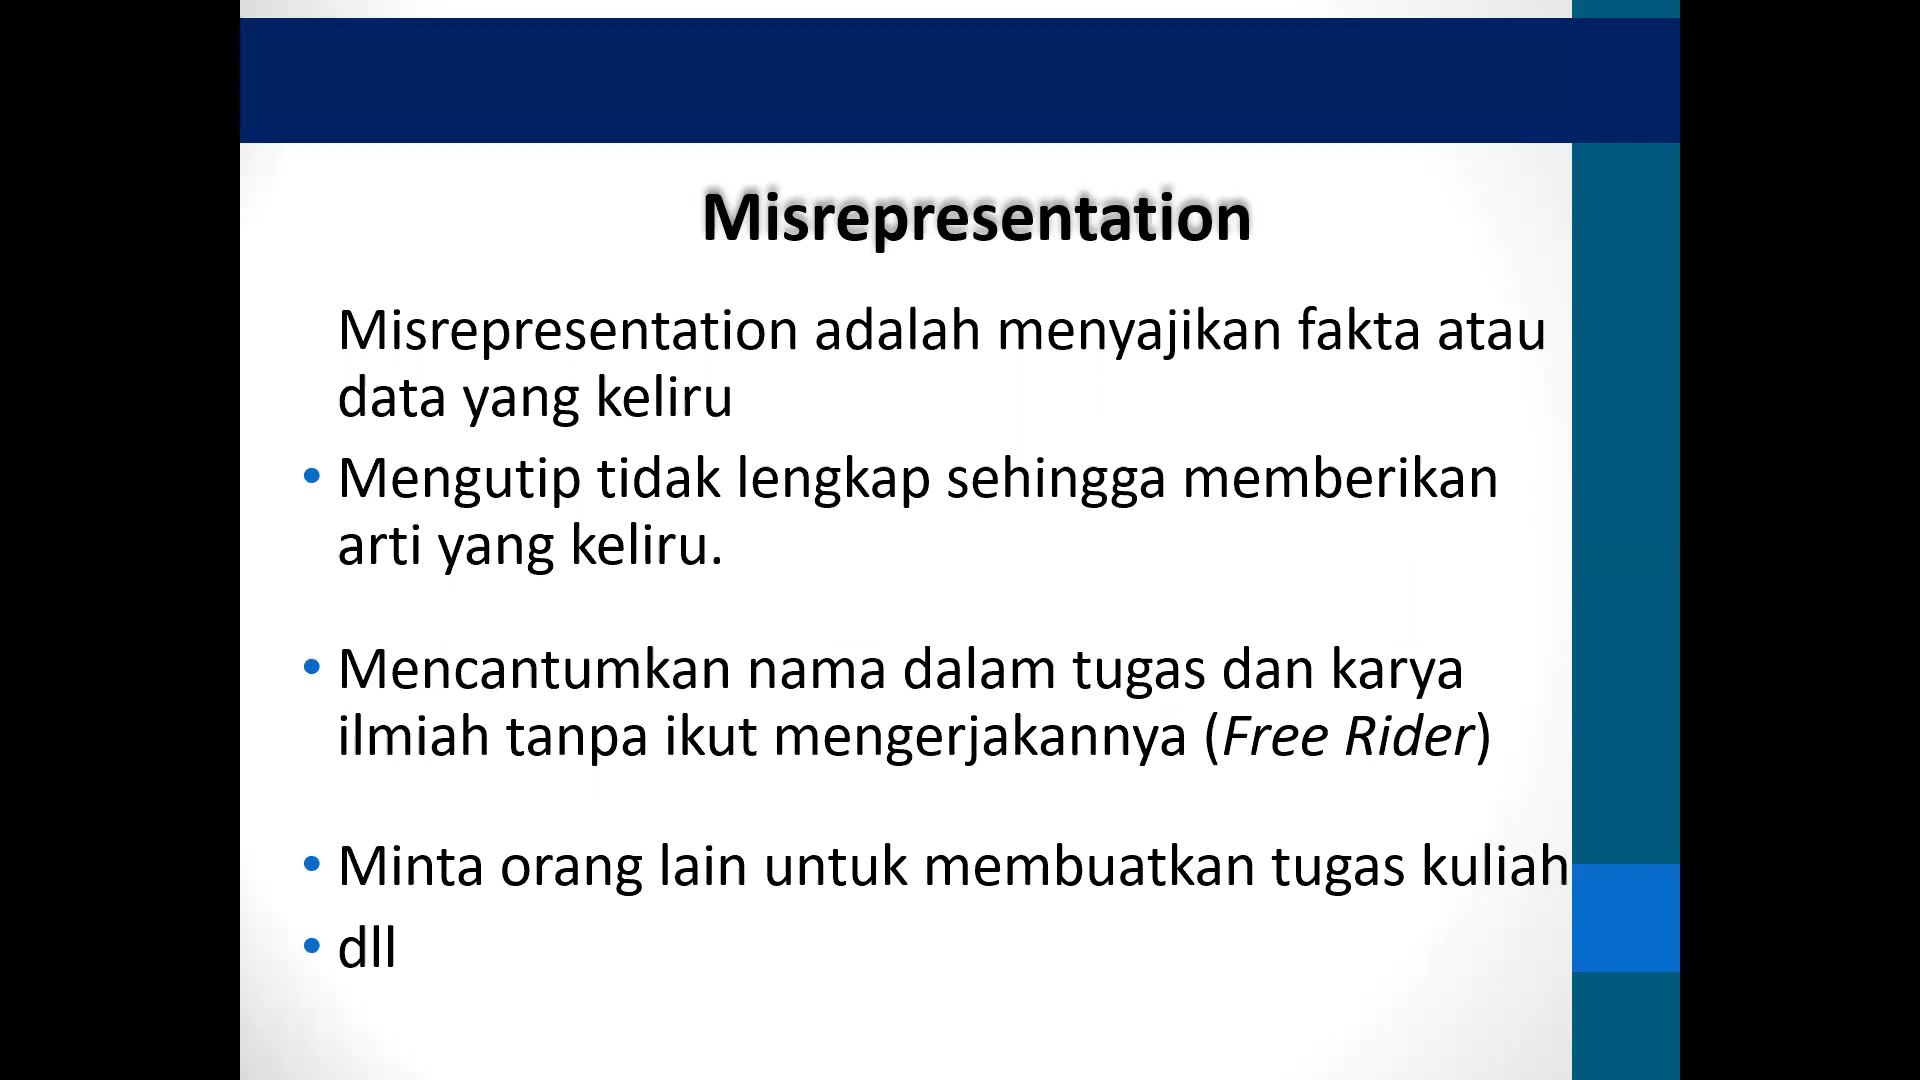 Misrepresentation
Misrepresentation adalah menyajikan fakta atau
data yang keliru
• Mengutip tidak lengkap sehingga memberikan
arti yang keliru.
• Mencantumkan nama dalam tugas dan karya
ilmiah tanpa ikut mengerjakannya (Free Rider)
• Minta orang lain untuk membuatkan tugas kuliah
• dll